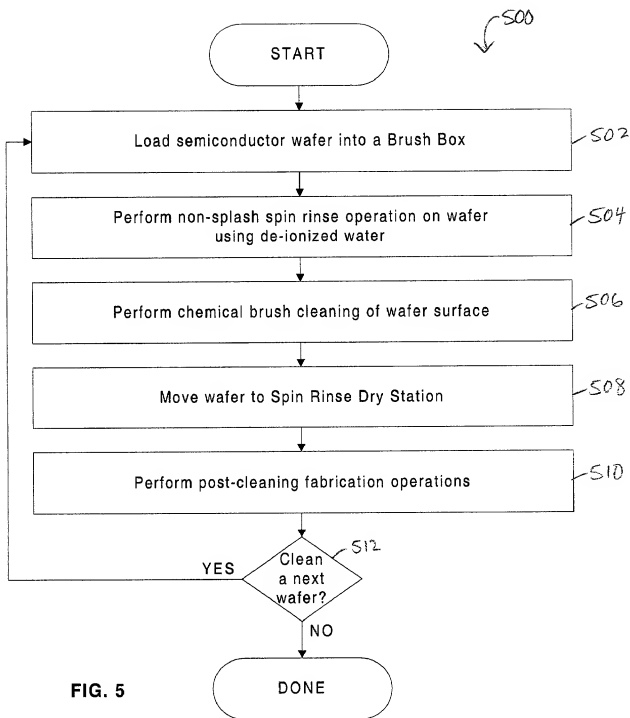 500
START
Load semiconductor wafer into a Brush Box
502
Perform non-splash spin rinse operation on wafer
using de-ionized water
504
Perform chemical brush cleaning of wafer surface
506
Move wafer to Spin Rinse Dry Station
508
Perform post-cleaning fabrication operations
510
512
Clean
a next
wafer?
YES
NO
DONE
FIG. 5